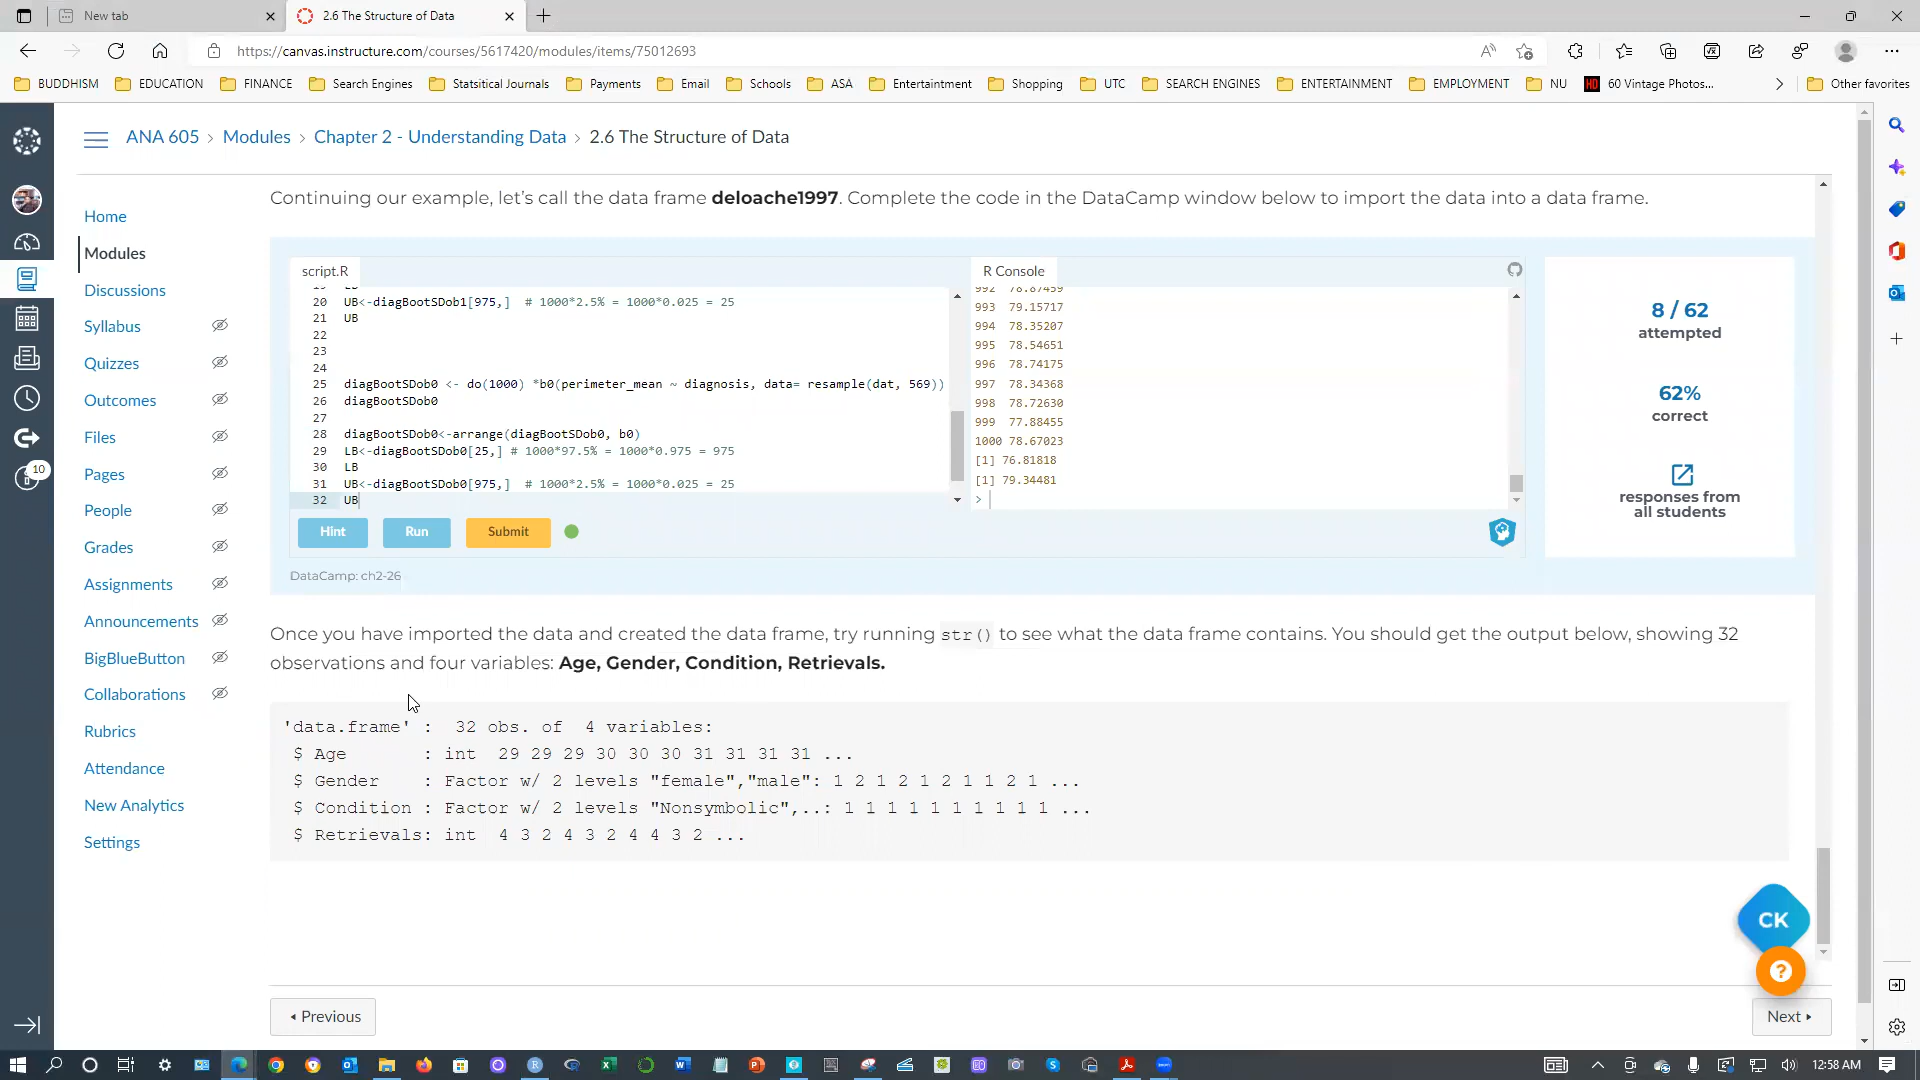 New tab
2.6 The Structure of Data
https://canvas.instructure.com/courses/5617420/modules/items/75012693
BUDDHISM EDUCATION FINANCE Search Engines Statsitical Journals Payments Email Schools ASA Entertaintment Shopping UTC SEARCH ENGINES ENTERTAINMENT EMPLOYMENT NU 60 Vintage Photos... Other favorites
ANA 605 › Modules › Chapter 2 - Understanding Data › 2.6 The Structure of Data
Home
Modules
Discussions
Syllabus
Quizzes
Outcomes
Files
Pages
People
Grades
Assignments
Announcements
BigBlueButton
Collaborations
Rubrics
Attendance
New Analytics
Settings
10
Continuing our example, let's call the data frame deloache1997. Complete the code in the DataCamp window below to import the data into a data frame.
script.R
20 UB<-diagBootSDob1[975,] # 1000*2.5% = 1000*0.025 = 25
21 UB
22
23
24
25 diagBootSDob0 <- do(1000) *b0(perimeter_mean ~ diagnosis, data= resample(dat, 569))
26 diagBootSDob0
27
28 diagBootSDob0<-arrange(diagBootSDob0, b0)
29 LB<-diagBootSDob0[25,] # 1000*97.5% = 1000*0.975 = 975
30 LB
31 UB<-diagBootSDob0[975,] # 1000*2.5% = 1000*0.025 = 25
32 UB
R Console
992 78.87459
993 79.15717
994 78.35207
995 78.54651
996 78.74175
997 78.34368
998 78.72630
999 77.88455
1000 78.67023
[1] 76.81818
[1] 79.34481
>
Hint Run Submit
DataCamp: ch2-26
8 / 62
attempted
62%
correct
responses from
all students
Once you have imported the data and created the data frame, try running str() to see what the data frame contains. You should get the output below, showing 32
observations and four variables: Age, Gender, Condition, Retrievals.
'data.frame' : 32 obs. of 4 variables:
$ Age : int 29 29 29 30 30 30 31 31 31 31 ...
$ Gender : Factor w/ 2 levels "female","male": 1 2 1 2 1 2 1 1 2 1 ...
$ Condition : Factor w/ 2 levels "Nonsymbolic",..: 1 1 1 1 1 1 1 1 1 1 ...
$ Retrievals: int 4 3 2 4 3 2 4 4 3 2 ...
CK
?
Previous
Next
12:58 AM